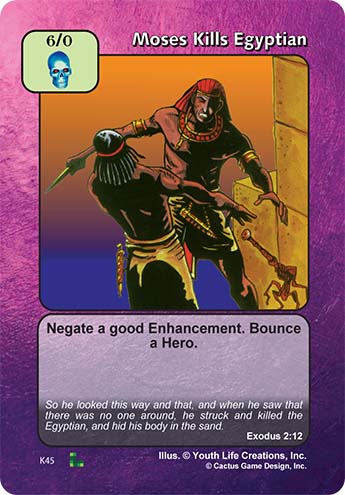 6/0
Moses Kills Egyptian
Negate a good Enhancement. Bounce
a Hero.
So he looked this way and that, and when he saw that
there was no one around, he struck and killed the
Egyptian, and hid his body in the sand.
Exodus 2:12
K45
Illus. © Youth Life Creations, Inc.
© Cactus Game Design, Inc.